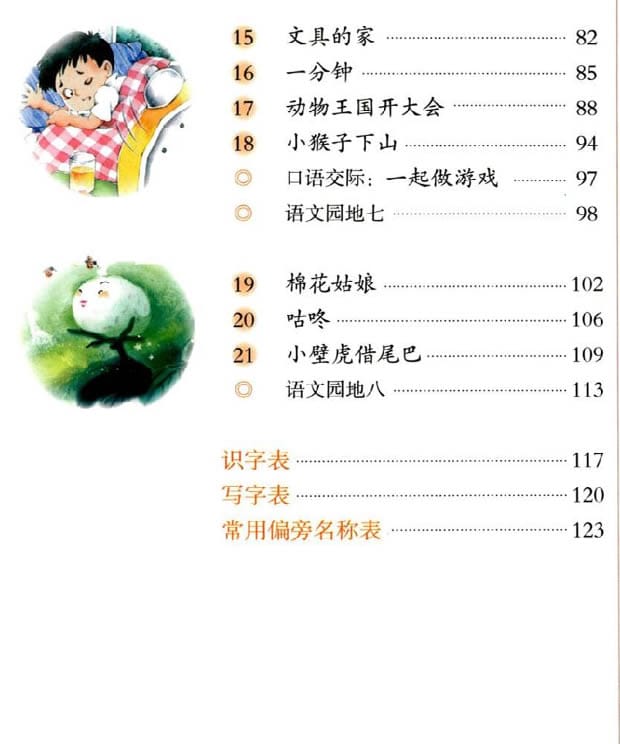 15 文具的家 82
16 一分钟 85
17 动物王国开大会 88
18 小猴子下山 94
◎ 口语交际：一起做游戏 97
◎ 语文园地七 98
19 棉花姑娘 102
20 咕咚 106
21 小壁虎借尾巴 109
◎ 语文园地八 113
识字表 117
写字表 120
常用偏旁名称表 123